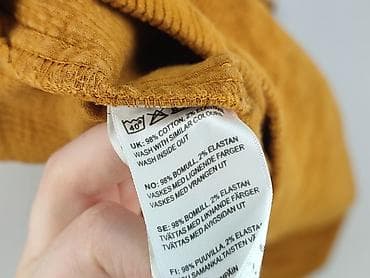 40°
UK: 98% COTTON, 2% ELASTAN
WASH WITH SIMILAR COLOURS
WASH INSIDE OUT
NO: 98% BOMULL, 2% ELASTAN
VASKES MED LIGNENDE FARGER
VASKES MED VRANGEN UT
SE: 98% BOMULL, 2% ELASTAN
TVÄTTAS MED LIKNANDE FÄRGER
TVÄTTAS MED AVIGSIDAN UT
FI: 98% PUUVILLA, 2%
SAMANKALTAISTEN